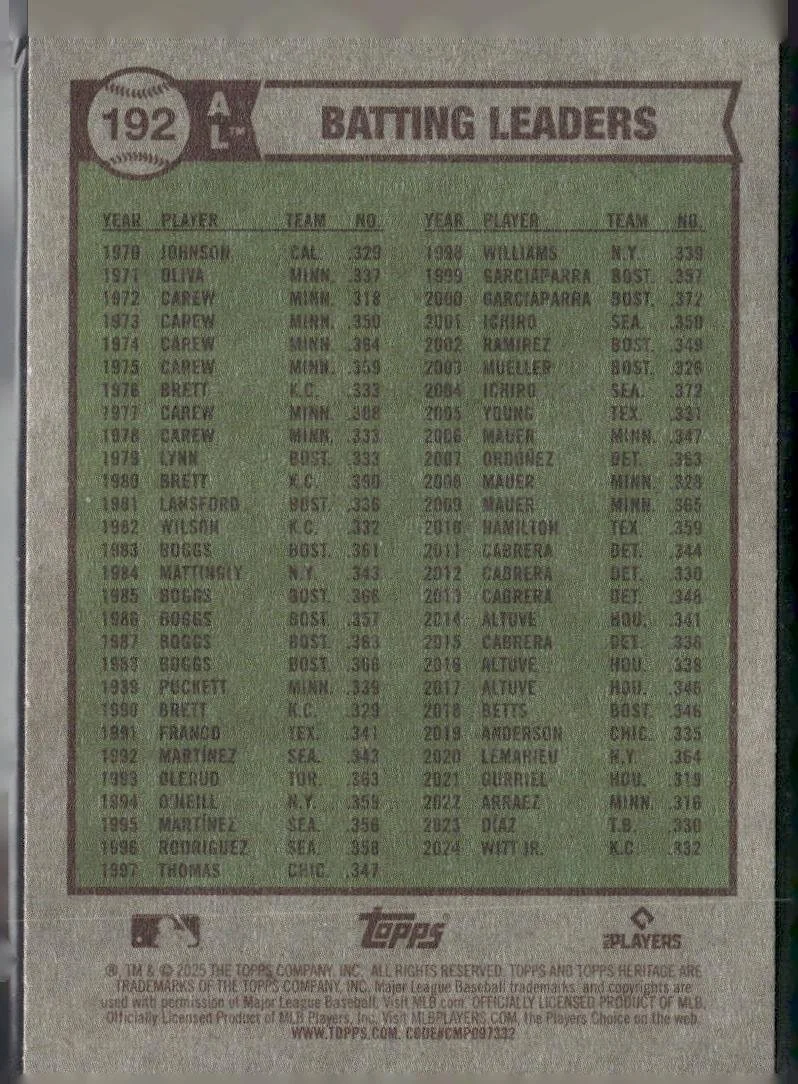 192 AL™ BATTING LEADERS
YEAR PLAYER TEAM NO. YEAR PLAYER TEAM NO.
1970 JOHNSON CAL. .329 1998 WILLIAMS N.Y. .339
1971 OLIVA MINN. .337 1999 GARCIAPARRA BOST. .357
1972 CAREW MINN. .318 2000 GARCIAPARRA BOST. .372
1973 CAREW MINN. .350 2001 ICHIRO SEA. .350
1974 CAREW MINN. .364 2002 RAMIREZ BOST. .349
1975 CAREW MINN. .359 2003 MUELLER BOST. .326
1976 BRETT K.C. .333 2004 ICHIRO SEA. .372
1977 CAREW MINN. .388 2005 YOUNG TEX. .331
1978 CAREW MINN. .333 2006 MAUER MINN. .347
1979 LYNN BOST. .333 2007 ORDOÑEZ DET. .363
1980 BRETT K.C. .390 2008 MAUER MINN. .328
1981 LANSFORD BOST. .336 2009 MAUER MINN. .365
1982 WILSON K.C. .332 2010 HAMILTON TEX. .359
1983 BOGGS BOST. .361 2011 CABRERA DET. .344
1984 MATTINGLY N.Y. .343 2012 CABRERA DET. .330
1985 BOGGS BOST. .368 2013 CABRERA DET. .348
1986 BOGGS BOST. .357 2014 ALTUVE HOU. .341
1987 BOGGS BOST. .363 2015 CABRERA DET. .338
1988 BOGGS BOST. .366 2016 ALTUVE HOU. .338
1989 PUCKETT MINN. .339 2017 ALTUVE HOU. .346
1990 BRETT K.C. .329 2018 BETTS BOST. .346
1991 FRANCO TEX. .341 2019 ANDERSON CHIC. .335
1992 MARTÍNEZ SEA. .343 2020 LEMAHIEU N.Y. .364
1993 OLERUD TOR. .363 2021 GURRIEL HOU. .319
1994 O'NEILL N.Y. .359 2022 ARRAEZ MINN. .316
1995 MARTÍNEZ SEA. .356 2023 DÍAZ T.B. .330
1996 RODRIGUEZ SEA. .358 2024 WITT JR. K.C. .332
1997 THOMAS CHIC. .347
Topps PLAYERS
®, TM & © 2025 THE TOPPS COMPANY, INC. ALL RIGHTS RESERVED. TOPPS AND TOPPS HERITAGE ARE
TRADEMARKS OF THE TOPPS COMPANY, INC. Major League Baseball trademarks and copyrights are
used with permission of Major League Baseball. Visit MLB.com. OFFICIALLY LICENSED PRODUCT OF MLB
Officially Licensed Product of MLB Players, Inc. Visit MLBPLAYERS.COM, the Players Choice on the web.
WWW.TOPPS.COM. CODE#CMP097332